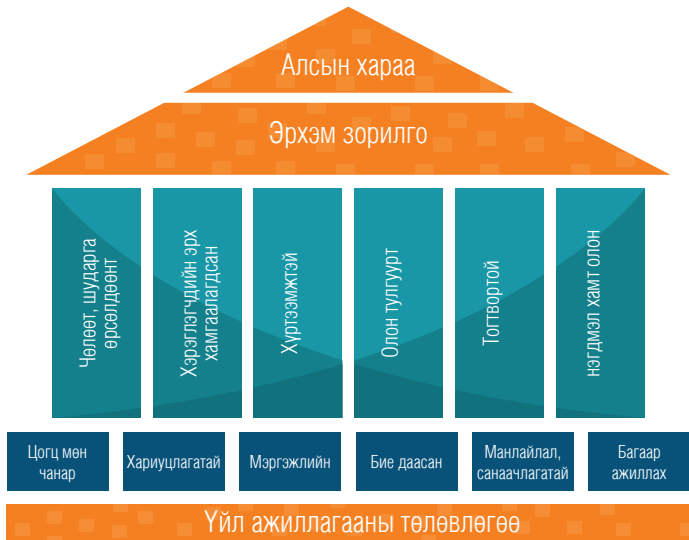 Алсын хараа
Эрхэм зорилго
Чөлөөт, шударга
өрсөлдөөнт
Хэрэглэгчдийн эрх
хамгаалагдсан
Хүртээмжтэй
Олон тулгуурт
Тогтвортой
нэгдмэл хамт олон
Цогц мөн
чанар
Хариуцлагатай
Мэргэжлийн
Бие даасан
Манлайлал,
санаачлагатай
Багаар
ажиллах
Үйл ажиллагааны төлөвлөгөө